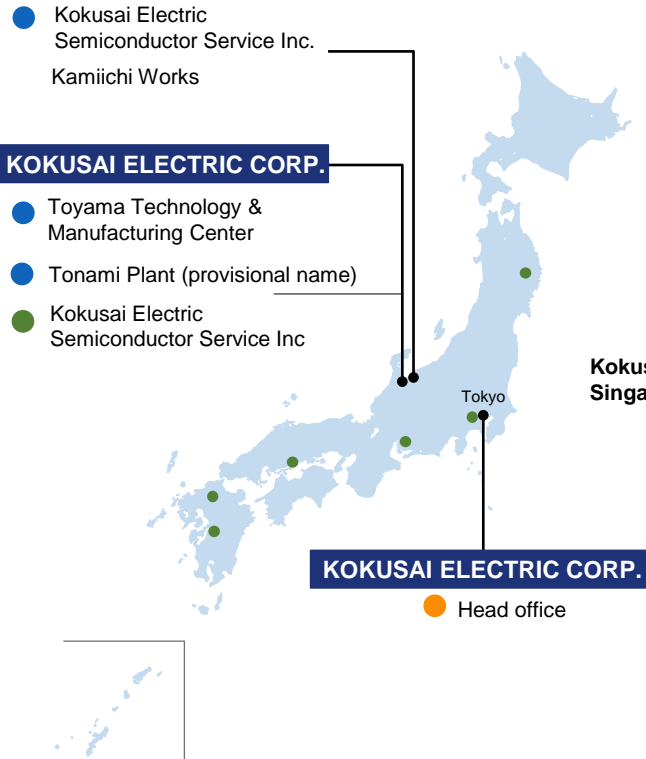 Kokusai Electric
Semiconductor Service Inc.
Kamiichi Works
KOKUSAI ELECTRIC CORP.
Toyama Technology &
Manufacturing Center
Tonami Plant (provisional name)
Kokusai Electric
Semiconductor Service Inc
Tokyo
KOKUSAI ELECTRIC CORP.
Head office